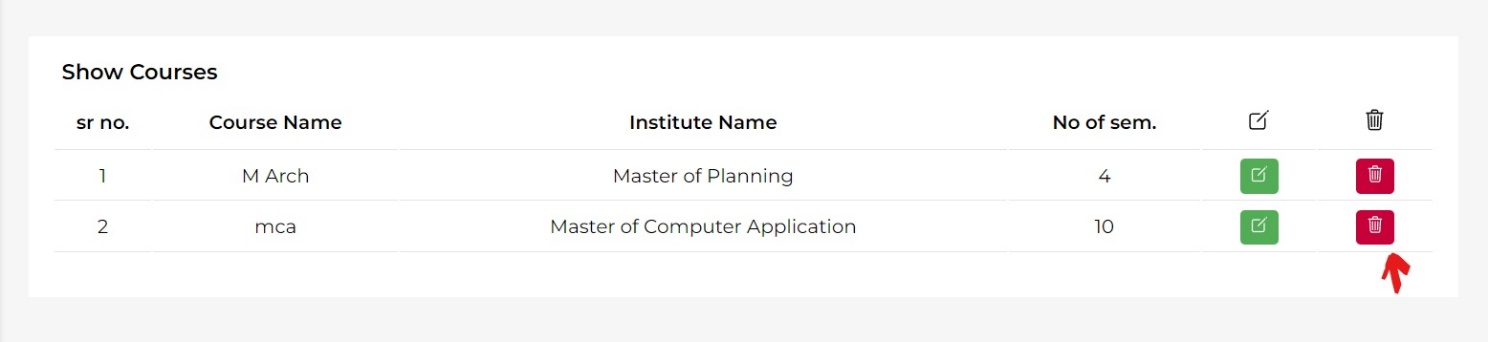 Show Courses
sr no. Course Name Institute Name No of sem.
1 M Arch Master of Planning 4
2 mca Master of Computer Application 10